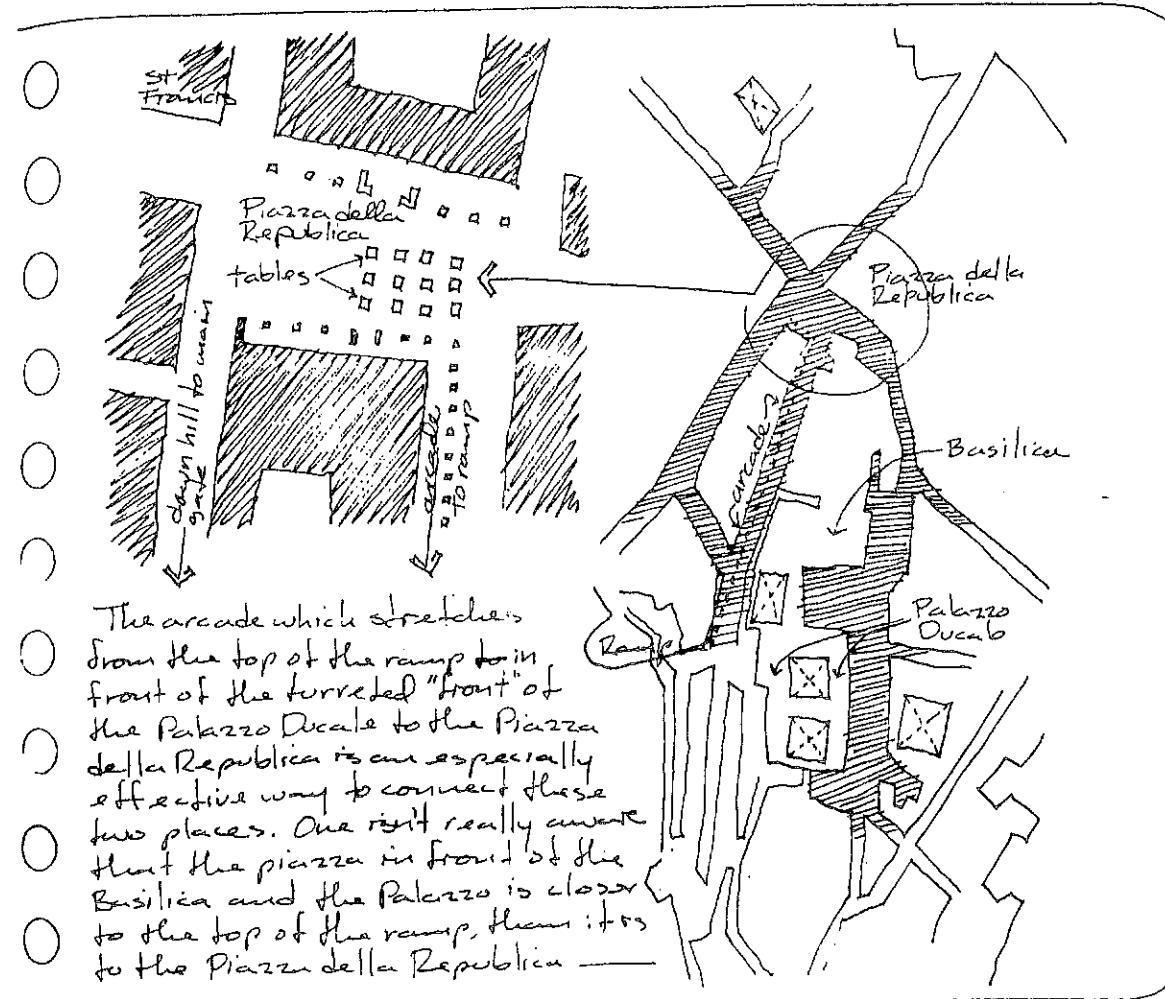 St
Francis
Piazza della
Republica
tables
down hill to main
gate
arcade
to ramp
Piazza della
Republica
arcade
Basilica
Ramp
Palazzo
Ducale
The arcade which stretches
from the top of the ramp to in
front of the turreted "front" of
the Palazzo Ducale to the Piazza
della Republica is an especially
effective way to connect these
two places. One isn't really aware
that the piazza in front of the
Basilica and the Palazzo is closer
to the top of the ramp, than it is
to the Piazza della Republica